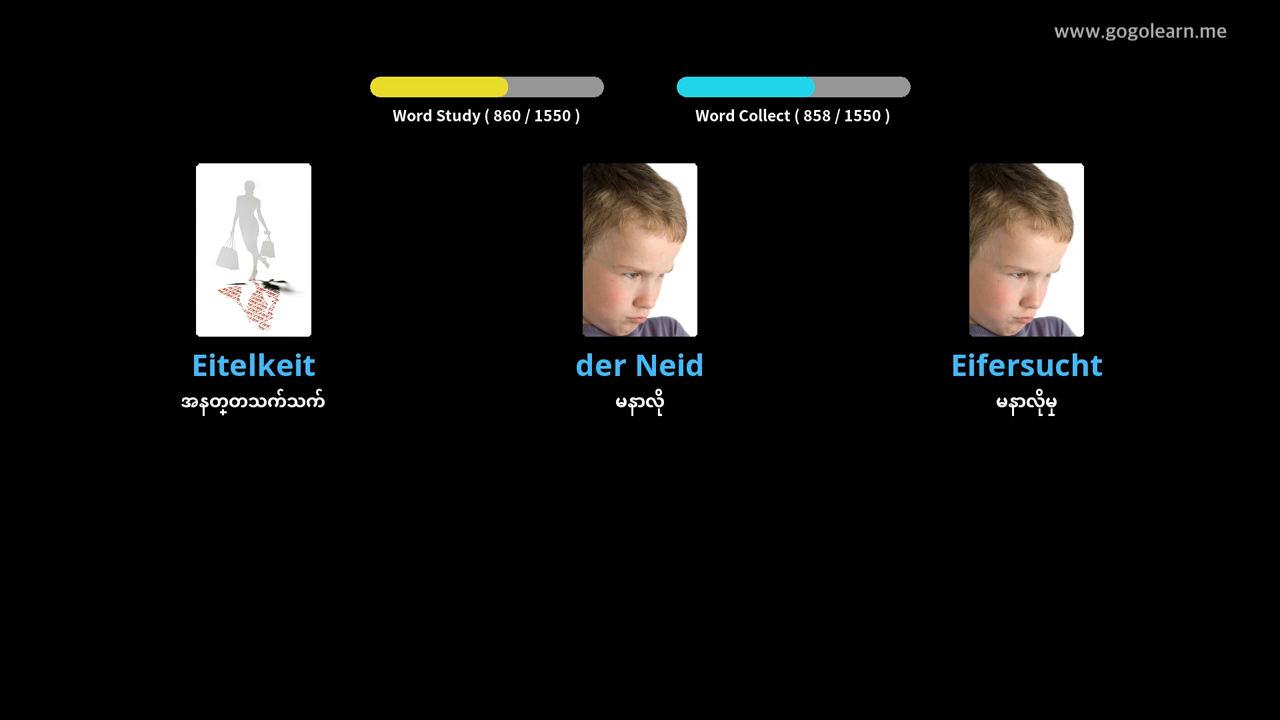 www.gogolearn.me
Word Study ( 860 / 1550 )
Word Collect ( 858 / 1550 )
Eitelkeit
der Neid
Eifersucht
အနတ္တသက်သက်
မနာလို
မနာလိုမှ